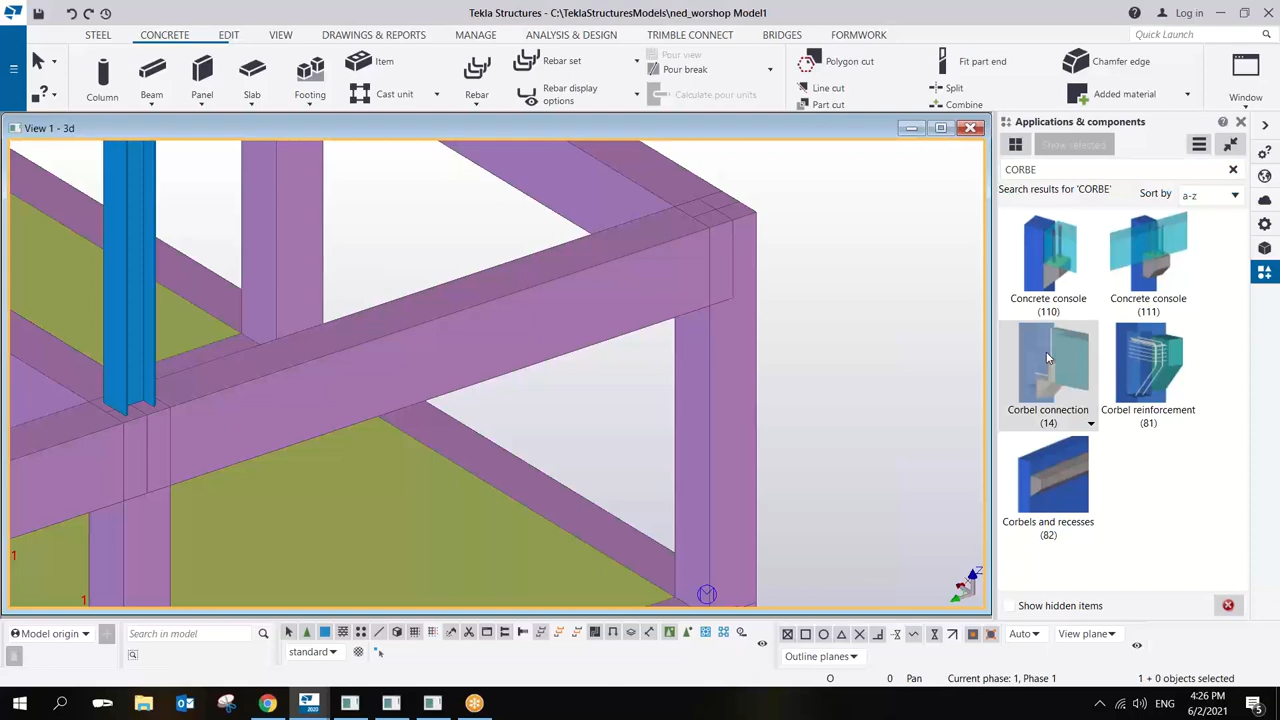 Tekla Structures - C:\TeklaStructuresModels\ned_workshop Model1
Log in
STEEL CONCRETE EDIT VIEW DRAWINGS & REPORTS MANAGE ANALYSIS & DESIGN TRIMBLE CONNECT BRIDGES FORMWORK
Quick Launch
Column
Beam
Panel
Slab
Footing
Item
Cast unit
Rebar
Rebar set
Rebar display options
Pour view
Pour break
Calculate pour units
Polygon cut
Line cut
Part cut
Fit part end
Split
Combine
Chamfer edge
Added material
Window
View 1 - 3d
Applications & components
Show selected
CORBE
Search results for 'CORBE'
Sort by
a-z
Concrete console (110)
Concrete console (111)
Corbel connection (14)
Corbel reinforcement (81)
Corbels and recesses (82)
Show hidden items
1
1
Z
Model origin
Search in model
standard
Auto
View plane
Outline planes
O
0
Pan
Current phase: 1, Phase 1
1 + 0 objects selected
2020
ENG
4:26 PM
6/2/2021
5